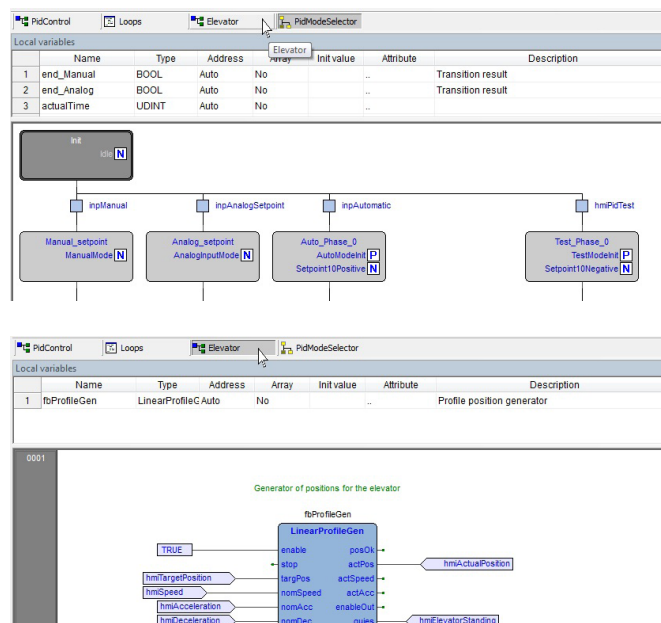 PidControl Loops Elevator PidModeSelector
Local variables
Elevator
Name Type Address Array Init value Attribute Description
1 end_Manual BOOL Auto No .. Transition result
2 end_Analog BOOL Auto No .. Transition result
3 actualTime UDINT Auto No ..
Init
Idle N
inpManual inpAnalogSetpoint inpAutomatic hmiPidTest
Manual_setpoint Analog_setpoint Auto_Phase_0 Test_Phase_0
ManualMode N AnalogInputMode N AutoModeInit P TestModeInit P
Setpoint10Positive N Setpoint10Negative N
PidControl Loops Elevator PidModeSelector
Local variables
Name Type Address Array Init value Attribute Description
1 fbProfileGen LinearProfileG Auto No .. Profile position generator
0001
Generator of positions for the elevator
fbProfileGen
LinearProfileGen
TRUE enable posOk
stop actPos hmiActualPosition
hmiTargetPosition targPos actSpeed
hmiSpeed nomSpeed actAcc
hmiAcceleration nomAcc enableOut
hmiDeceleration nomDec quies hmiElevatorStanding